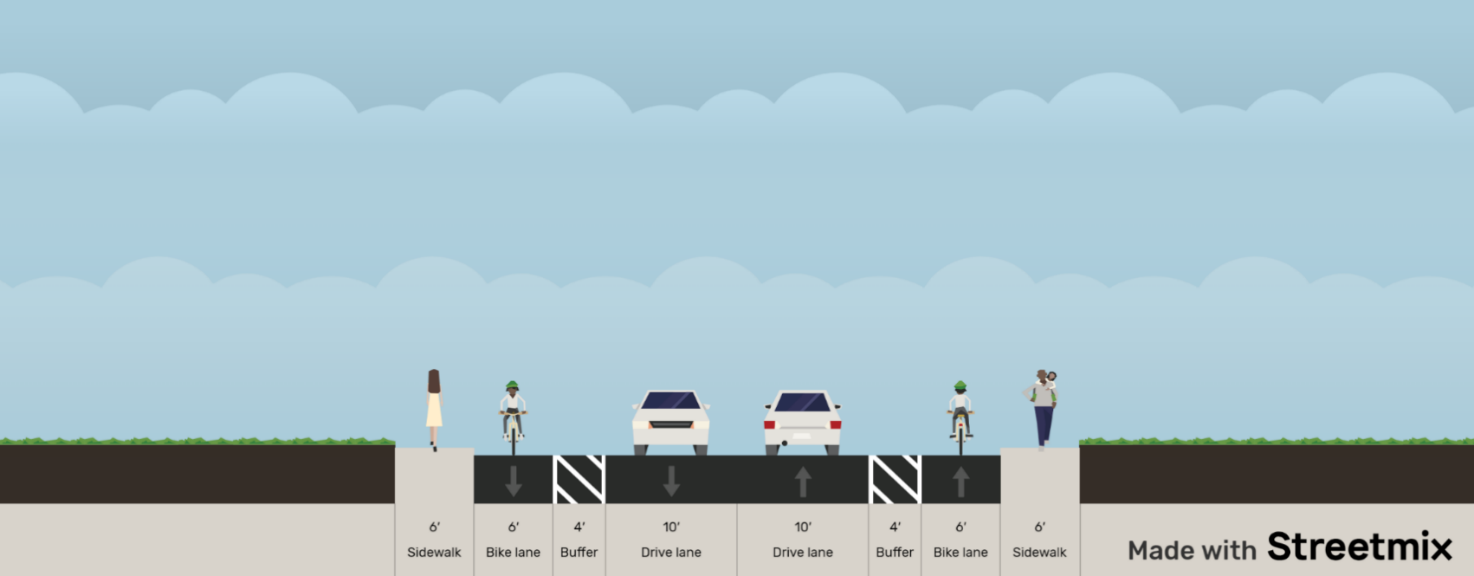 6′ 6′ 4′ 10′ 10′ 4′ 6′ 6′
Sidewalk Bike lane Buffer Drive lane Drive lane Buffer Bike lane Sidewalk
Made with Streetmix